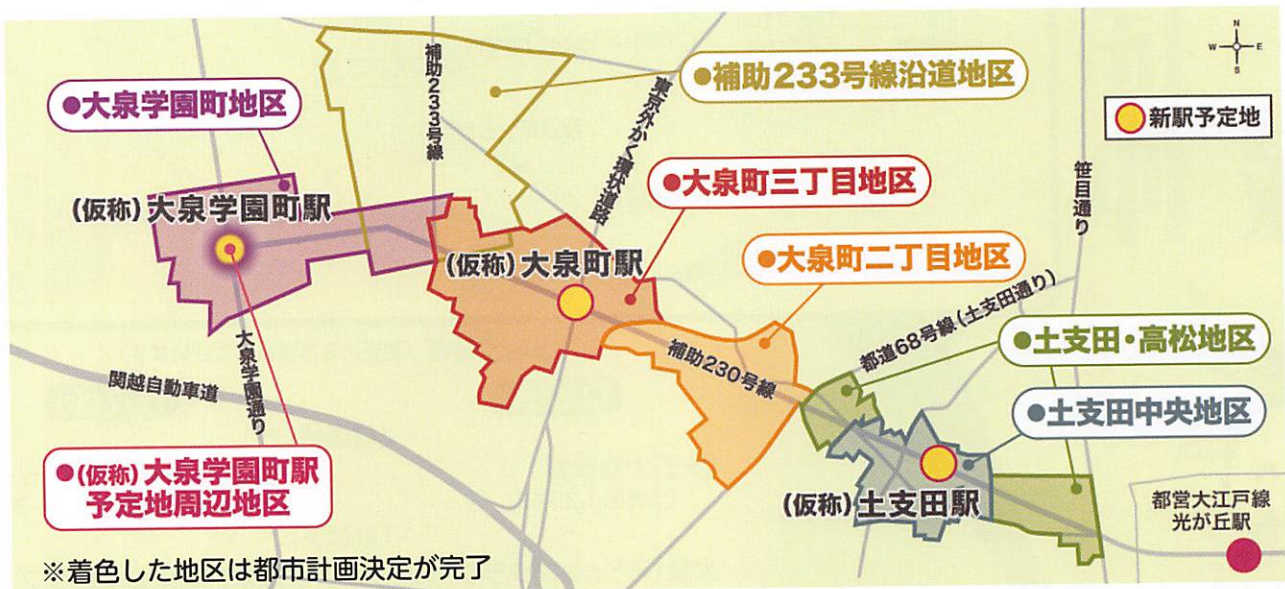 N
W E
S
●補助233号線沿道地区
●大泉学園町地区
補助233号線
東京外かく環状道路
新駅予定地
笹目通り
●大泉町三丁目地区
(仮称)大泉学園町駅
(仮称)大泉町駅
●大泉町二丁目地区
都道68号線(土支田通り)
●土支田・高松地区
補助230号線
大泉学園通り
関越自動車道
●土支田中央地区
●(仮称)大泉学園町駅
予定地周辺地区
(仮称)土支田駅
都営大江戸線
光が丘駅
※着色した地区は都市計画決定が完了